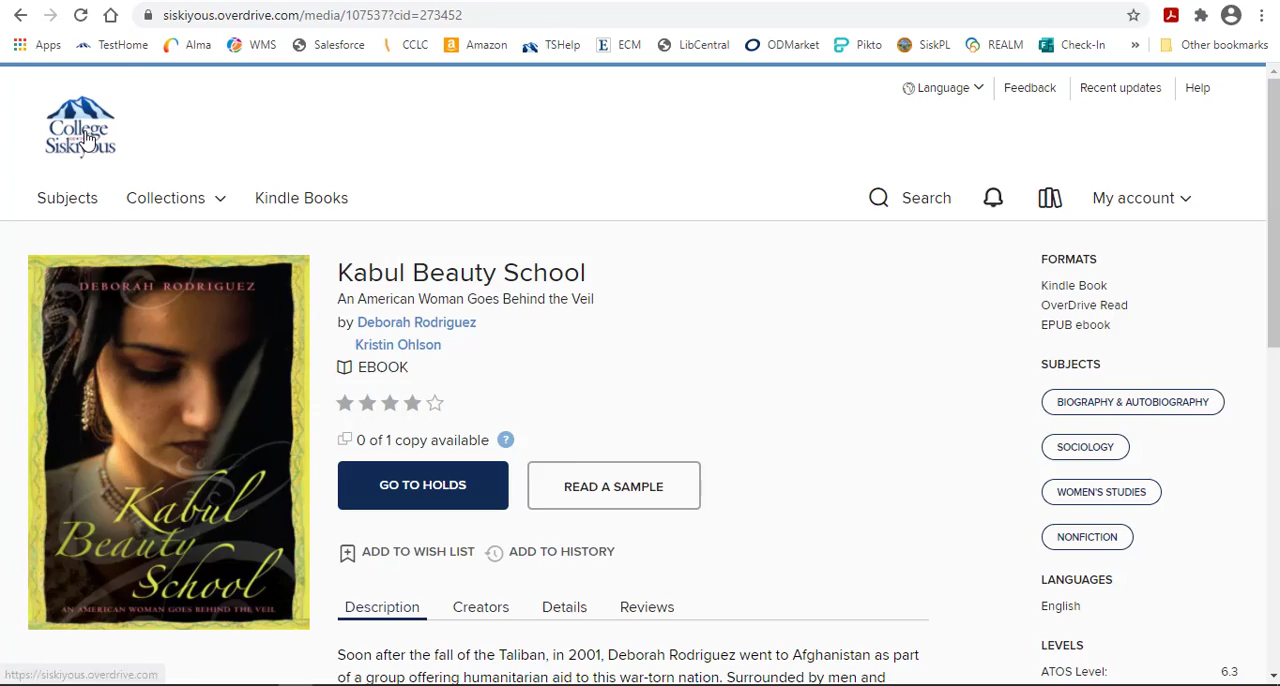 siskiyous.overdrive.com/media/107537?cid=273452
Apps TestHome Alma WMS Salesforce CCLC Amazon TSHelp ECM LibCentral ODMarket Pikto SiskPL REALM Check-In » Other bookmarks
Language Feedback Recent updates Help
College
Siskiyous
Subjects Collections Kindle Books Search My account
DEBORAH RODRIGUEZ
Kabul
Beauty
School
AN AMERICAN WOMAN GOES BEHIND THE VEIL
Kabul Beauty School
An American Woman Goes Behind the Veil
by Deborah Rodriguez
Kristin Ohlson
EBOOK
0 of 1 copy available ?
GO TO HOLDS READ A SAMPLE
ADD TO WISH LIST ADD TO HISTORY
Description Creators Details Reviews
Soon after the fall of the Taliban, in 2001, Deborah Rodriguez went to Afghanistan as part
of a group offering humanitarian aid to this war-torn nation. Surrounded by men and
FORMATS
Kindle Book
OverDrive Read
EPUB ebook
SUBJECTS
BIOGRAPHY & AUTOBIOGRAPHY
SOCIOLOGY
WOMEN'S STUDIES
NONFICTION
LANGUAGES
English
LEVELS
ATOS Level: 6.3
https://siskiyous.overdrive.com